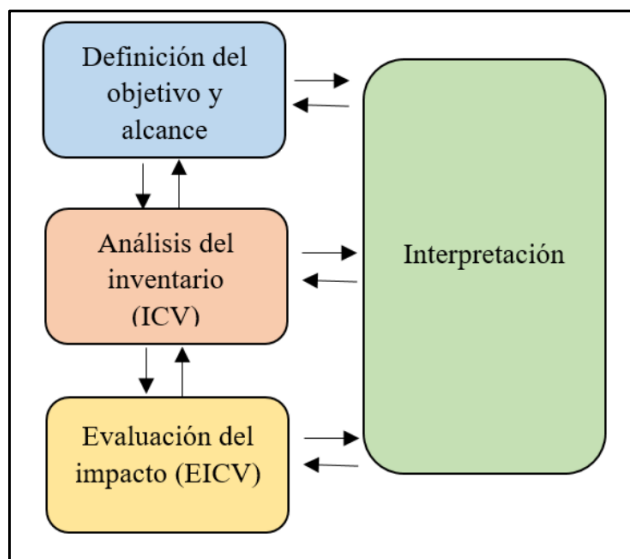 Definición del
objetivo y
alcance
Análisis del
inventario
(ICV)
Interpretación
Evaluación del
impacto (EICV)